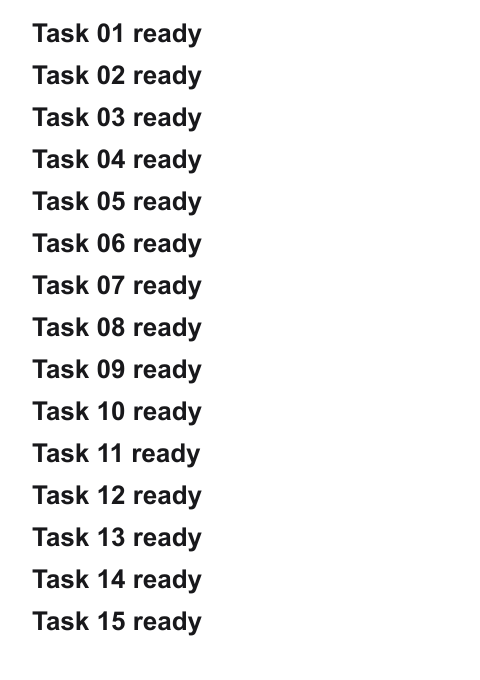 Task 01 ready
Task 02 ready
Task 03 ready
Task 04 ready
Task 05 ready
Task 06 ready
Task 07 ready
Task 08 ready
Task 09 ready
Task 10 ready
Task 11 ready
Task 12 ready
Task 13 ready
Task 14 ready
Task 15 ready